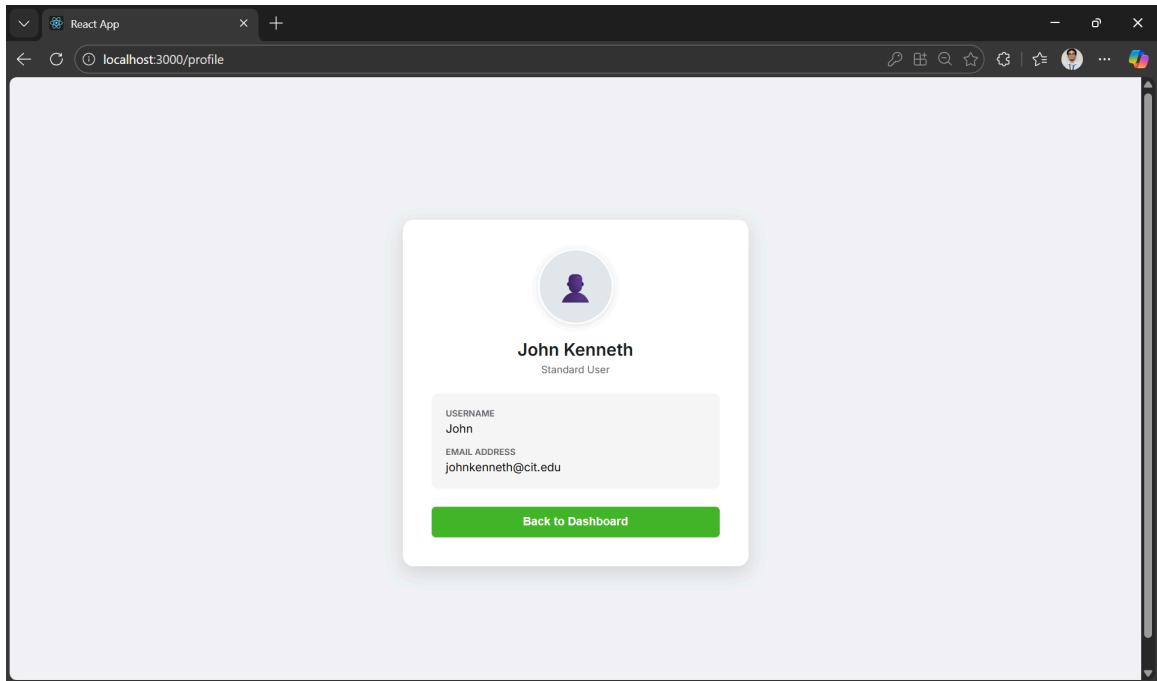 React App
localhost:3000/profile
John Kenneth
Standard User
USERNAME
John
EMAIL ADDRESS
johnkenneth@cit.edu
Back to Dashboard